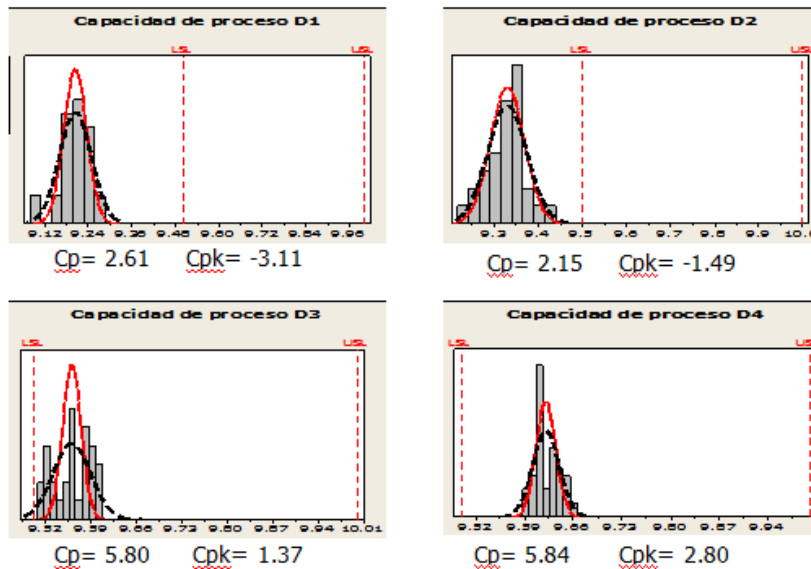 Capacidad de proceso D1
LSL USL
9.12 9.24 9.36 9.48 9.60 9.72 9.84 9.96
Cp= 2.61 Cpk= -3.11
Capacidad de proceso D2
LSL USL
9.3 9.4 9.5 9.6 9.7 9.8 9.9 10.0
Cp= 2.15 Cpk= -1.49
Capacidad de proceso D3
LSL USL
9.52 9.59 9.66 9.73 9.80 9.87 9.94 10.01
Cp= 5.80 Cpk= 1.37
Capacidad de proceso D4
LSL
9.52 9.59 9.66 9.73 9.80 9.87 9.94
Cp= 5.84 Cpk= 2.80